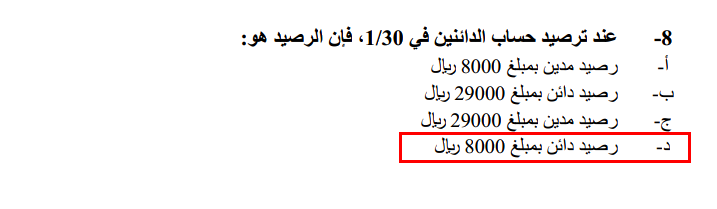 8- عند ترصيد حساب الدائنين في 1/30، فإن الرصيد هو:
أ- رصيد مدين بمبلغ 8000 ريال
ب- رصيد دائن بمبلغ 29000 ريال
ج- رصيد مدين بمبلغ 29000 ريال
د- رصيد دائن بمبلغ 8000 ريال